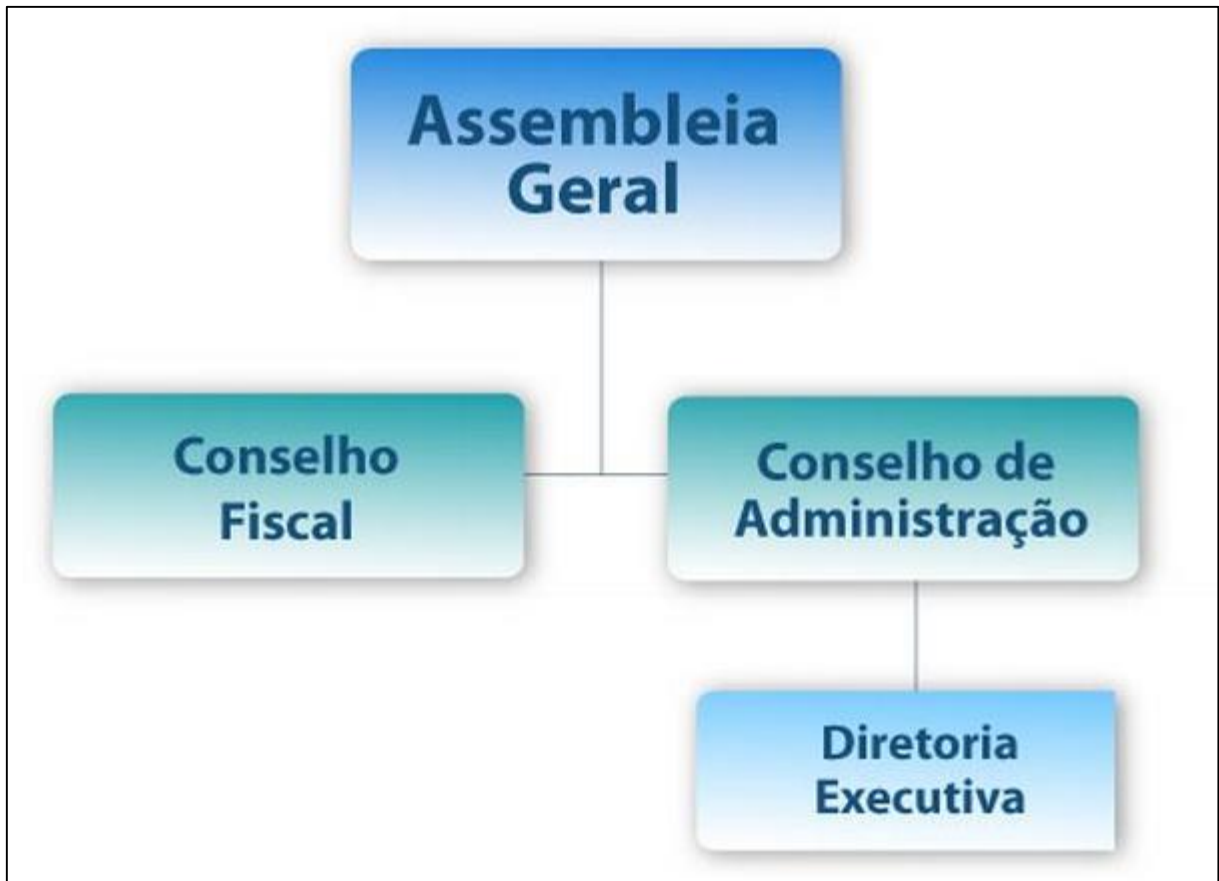 Assembleia
Geral
Conselho
Fiscal
Conselho de
Administração
Diretoria
Executiva